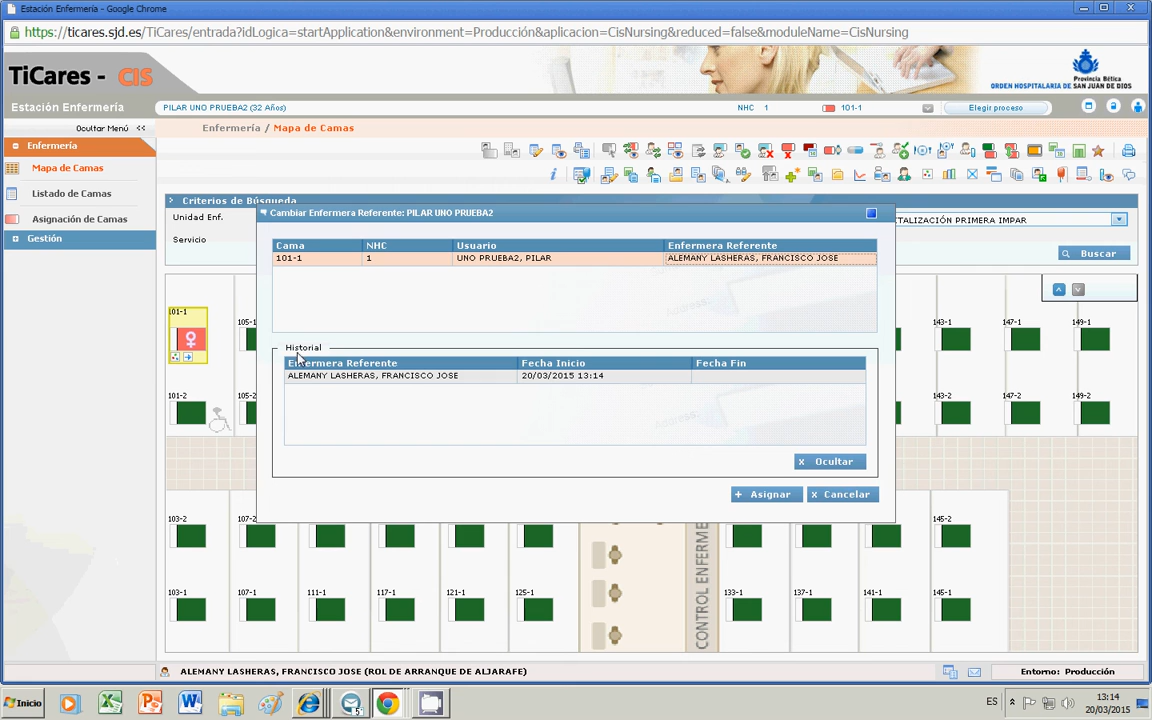 Estación Enfermería - Google Chrome
https://ticares.sjd.es/TiCares/entrada?idLogica=startApplication&environment=Producción&aplicacion=CisNursing&reduced=false&moduleName=CisNursing
TiCares - CIS
Provincia Bética
ORDEN HOSPITALARIA DE SAN JUAN DE DIOS
Estación Enfermería
PILAR UNO PRUEBA2 (32 Años)
NHC 1
101-1
Elegir proceso
Ocultar Menú <<
Enfermería / Mapa de Camas
Enfermería
Mapa de Camas
Listado de Camas
Asignación de Camas
Gestión
Criterios de Búsqueda
Unidad Enf.
ITALIZACIÓN PRIMERA IMPAR
Servicio
Buscar
Cambiar Enfermera Referente: PILAR UNO PRUEBA2
Cama NHC Usuario Enfermera Referente
101-1 1 UNO PRUEBA2, PILAR ALEMANY LASHERAS, FRANCISCO JOSE
Address:
Historial
Enfermera Referente Fecha Inicio Fecha Fin
ALEMANY LASHERAS, FRANCISCO JOSE 20/03/2015 13:14
Address:
x Ocultar
+ Asignar x Cancelar
101-1 105-1 143-1 147-1 149-1
101-2 105-2 143-2 147-2 149-2
103-2 107-2 145-2
103-1 107-1 111-1 117-1 121-1 125-1 133-1 137-1 141-1 145-1
CONTROL ENFERME
ALEMANY LASHERAS, FRANCISCO JOSE (ROL DE ARRANQUE DE ALJARAFE)
Entorno: Producción
Inicio
ES
13:14
20/03/2015